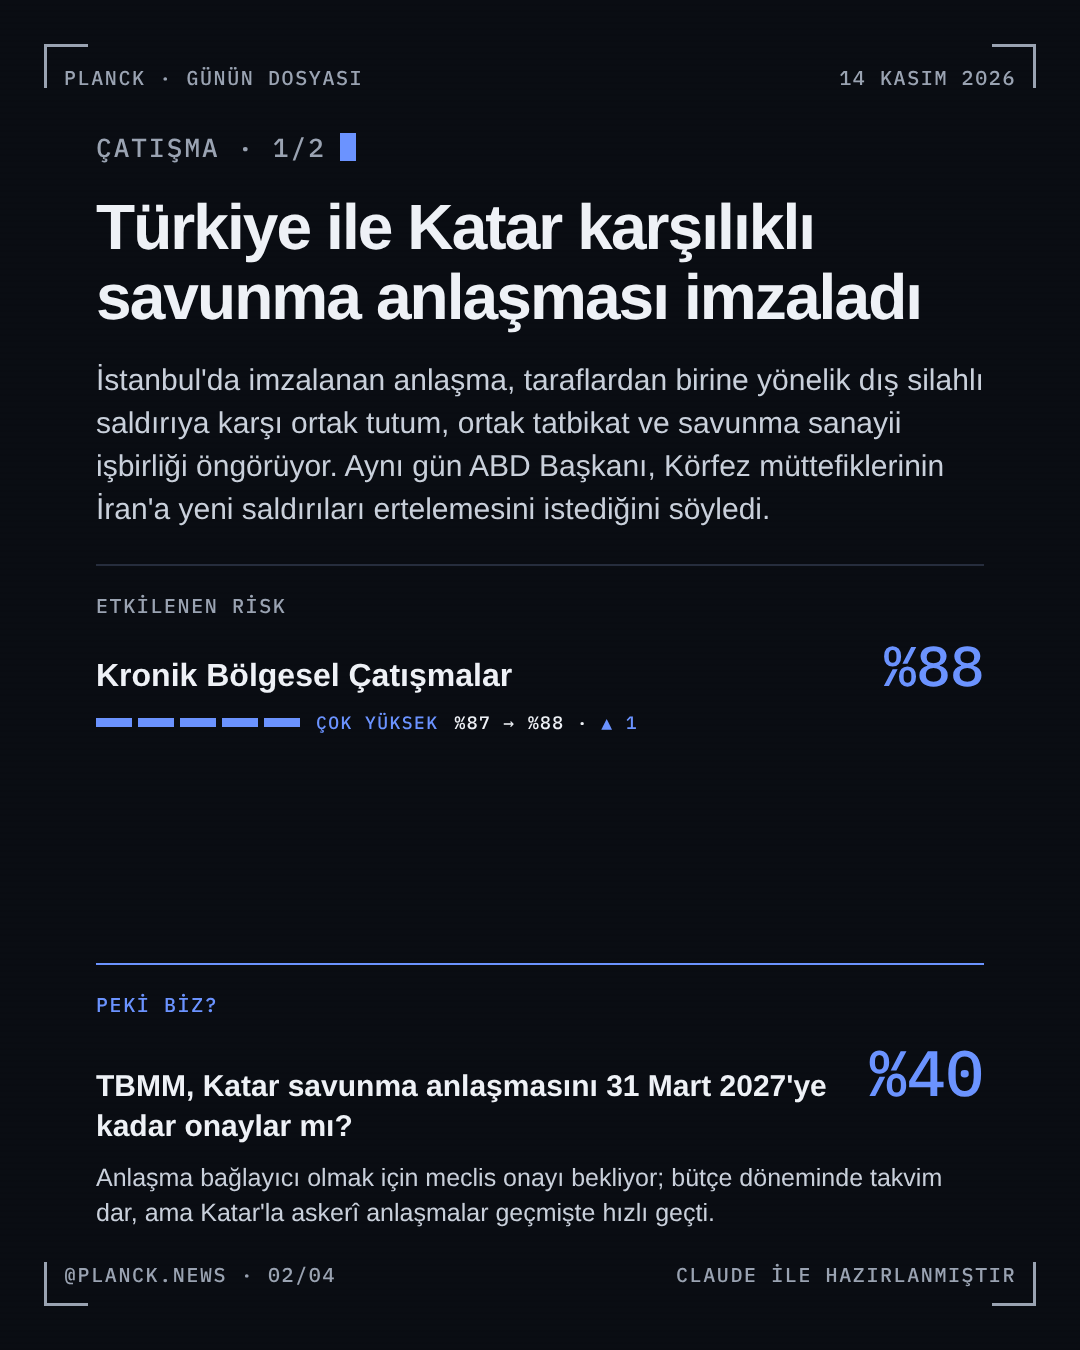 PLANCK · GÜNÜN DOSYASI
14 KASIM 2026
ÇATIŞMA · 1/2
Türkiye ile Katar karşılıklı
savunma anlaşması imzaladı
İstanbul'da imzalanan anlaşma, taraflardan birine yönelik dış silahlı
saldırıya karşı ortak tutum, ortak tatbikat ve savunma sanayii
işbirliği öngörüyor. Aynı gün ABD Başkanı, Körfez müttefiklerinin
İran'a yeni saldırıları ertelemesini istediğini söyledi.
ETKİLENEN RİSK
Kronik Bölgesel Çatışmalar
%88
ÇOK YÜKSEK %87 → %88 · ▲ 1
PEKİ BİZ?
TBMM, Katar savunma anlaşmasını 31 Mart 2027'ye
kadar onaylar mı?
%40
Anlaşma bağlayıcı olmak için meclis onayı bekliyor; bütçe döneminde takvim
dar, ama Katar'la askerî anlaşmalar geçmişte hızlı geçti.
@PLANCK.NEWS · 02/04
CLAUDE İLE HAZIRLANMIŞTIR